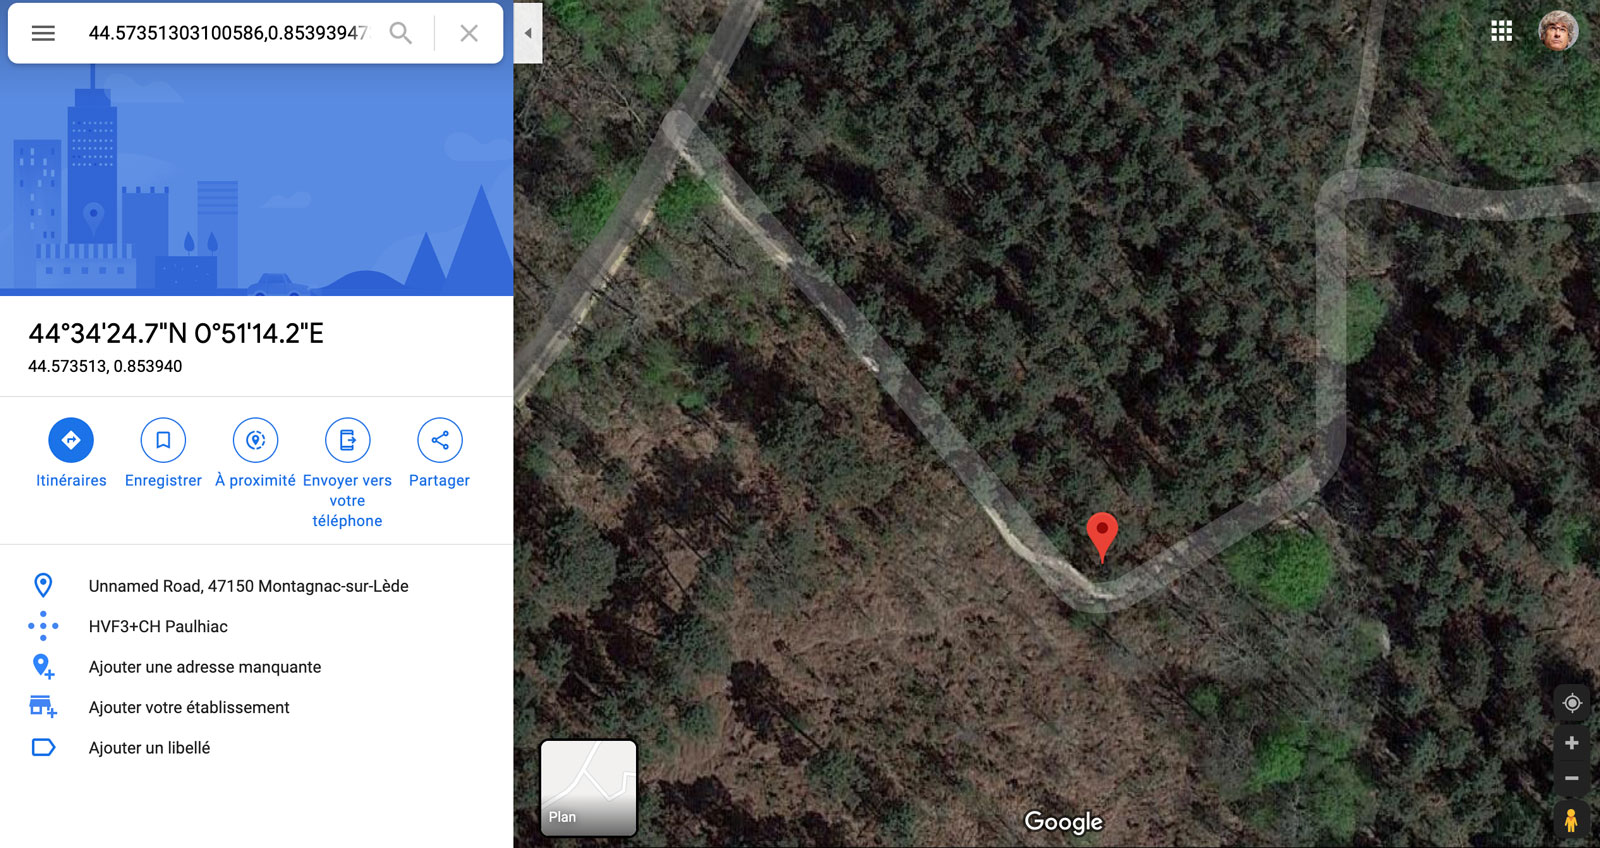 44.57351303100586,0.85393947
44°34'24.7"N 0°51'14.2"E
44.573513, 0.853940
Itinéraires
Enregistrer
À proximité
Envoyer vers
votre
téléphone
Partager
Unnamed Road, 47150 Montagnac-sur-Lède
HVF3+CH Paulhiac
Ajouter une adresse manquante
Ajouter votre établissement
Ajouter un libellé
Plan
Google